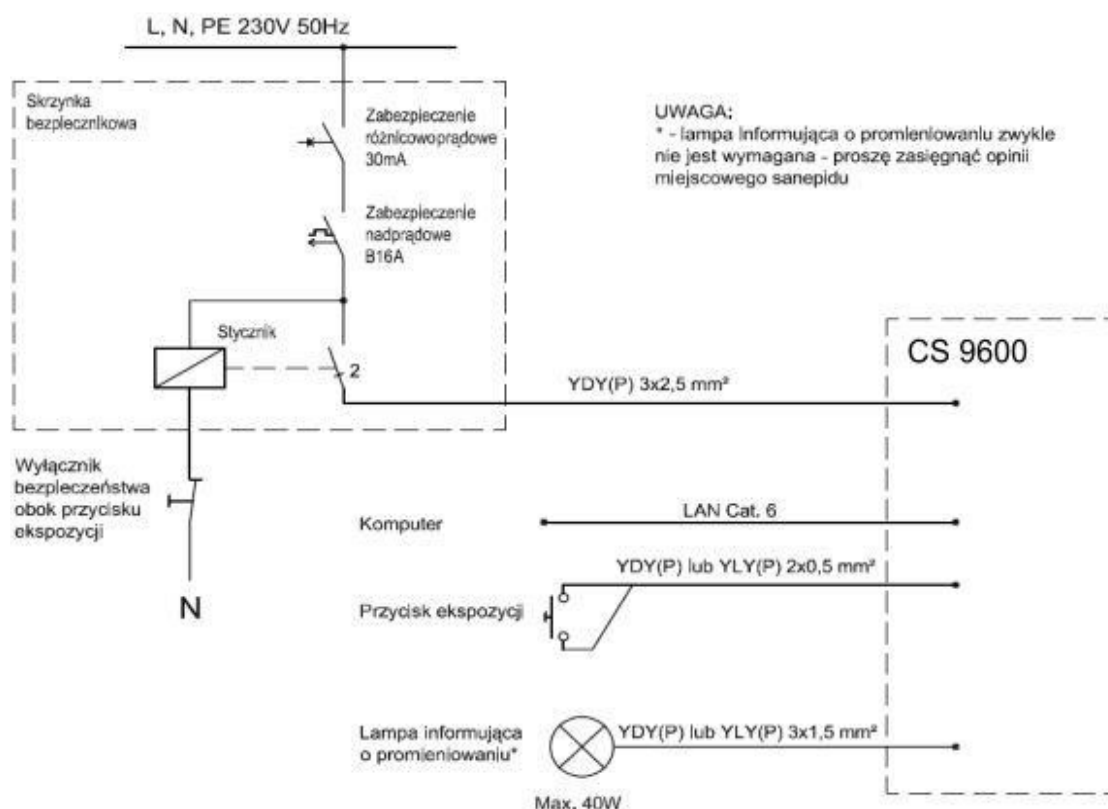 L, N, PE 230V 50Hz
Skrzynka
bezpiecznikowa
Zabezpieczenie
różnicowoprądowe
30mA
UWAGA:
* - lampa informująca o promieniowaniu zwykle
nie jest wymagana - proszę zasięgnąć opinii
miejscowego sanepidu
Zabezpieczenie
nadprądowe
B16A
Stycznik
2
CS 9600
YDY(P) 3x2,5 mm²
Wyłącznik
bezpieczeństwa
obok przycisku
ekspozycji
N
Komputer
LAN Cat. 6
YDY(P) lub YLY(P) 2x0,5 mm²
Przycisk ekspozycji
Lampa informująca
o promieniowaniu*
YDY(P) lub YLY(P) 3x1,5 mm²
Max. 40W